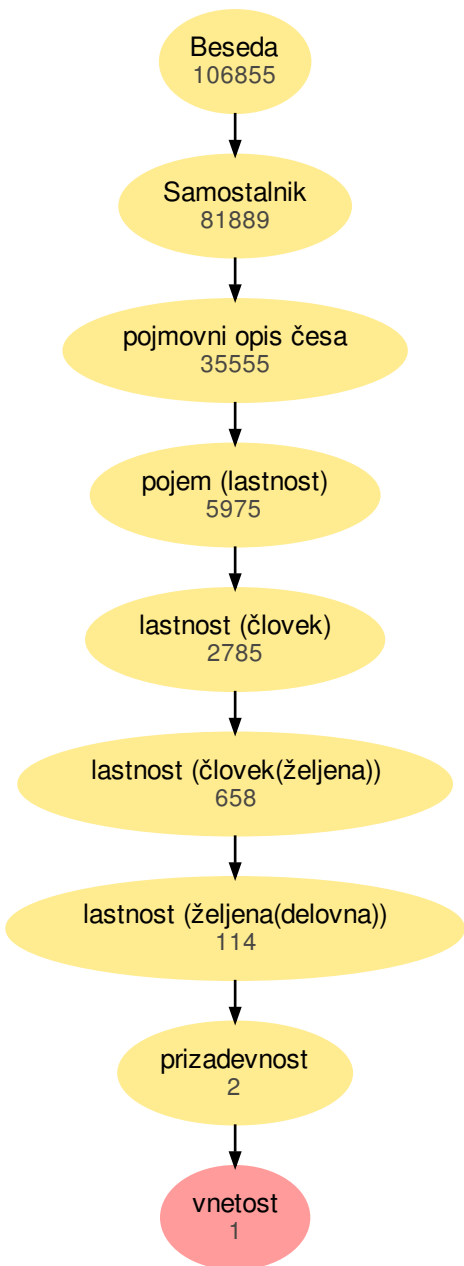 Beseda
106855
Samostalnik
81889
pojmovni opis česa
35555
pojem (lastnost)
5975
lastnost (človek)
2785
lastnost (človek(željena))
658
lastnost (željena(delovna))
114
prizadevnost
2
vnetost
1